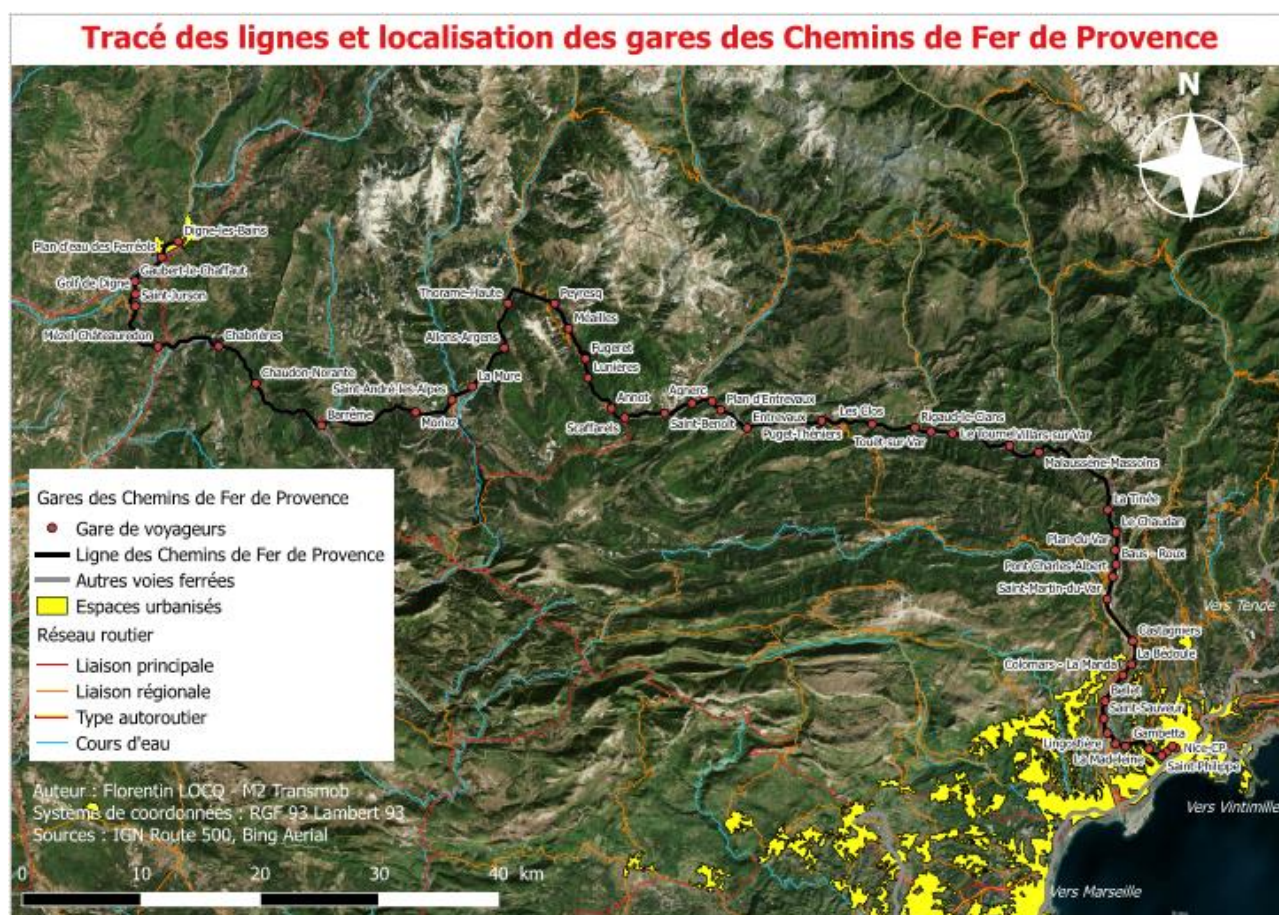 Tracé des lignes et localisation des gares des Chemins de Fer de Provence
N
Digne-les-Bains
Plan d'eau des Ferréols
Gaubert-le-Chaffaut
Golf de Digne
Saint-Jurson
Mézel-Châteauredon
Chabrières
Chaudon-Norante
Barrême
Saint-André-les-Alpes
Moriez
La Mure
Allons-Argens
Thorame-Haute
Peyresq
Méailles
Fugeret
Lunières
Annot
Scaffarels
Agnerc
Saint-Benoît
Plan d'Entrevaux
Entrevaux
Puget-Théniers
Les Clos
Touët-sur-Var
Rigaud-le-Cians
Le Tournel
Villars-sur-Var
Malaussène-Massoins
La Tinée
Le Chaudan
Plan-du-Var
Baus - Roux
Pont Charles-Albert
Saint-Martin-du-Var
Vers Tende
Castagniers
La Bédoule
Colomars - La Manda
Bellet
Saint-Sauveur
Lingostière
Gambetta
La Madeleine
Nice-CP
Saint-Philippe
Vers Vintimille
Vers Marseille
Gares des Chemins de Fer de Provence
Gare de voyageurs
Ligne des Chemins de Fer de Provence
Autres voies ferrées
Espaces urbanisés
Réseau routier
Liaison principale
Liaison régionale
Type autoroutier
Cours d'eau
Auteur : Florentin LOCQ - M2 Transmob
Système de coordonnées : RGF 93 Lambert 93
Sources : IGN Route 500, Bing Aerial
0 10 20 30 40 km